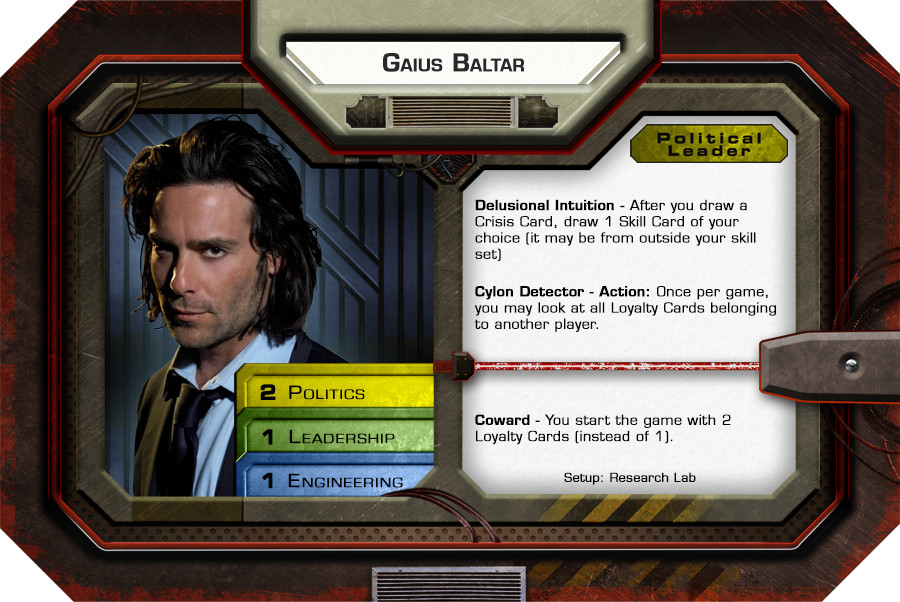 Gaius Baltar
Political
Leader
Delusional Intuition - After you draw a
Crisis Card, draw 1 Skill Card of your
choice (it may be from outside your skill
set)
Cylon Detector - Action: Once per game,
you may look at all Loyalty Cards belonging
to another player.
2 Politics
1 Leadership
1 Engineering
Coward - You start the game with 2
Loyalty Cards (instead of 1).
Setup: Research Lab